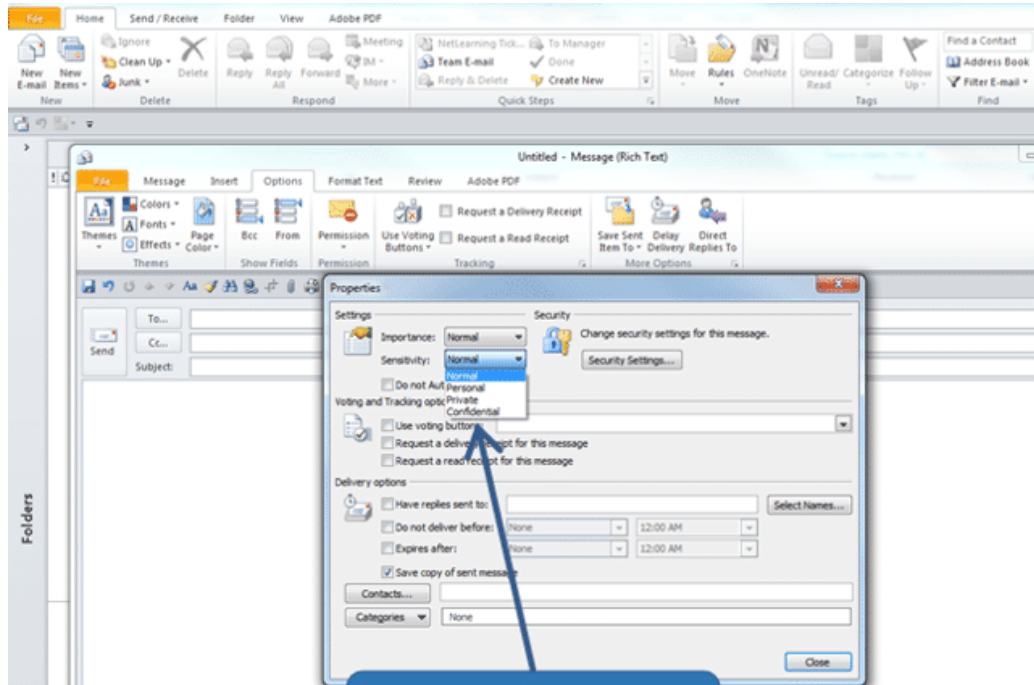 File Home Send / Receive Folder View Adobe PDF
Ignore Meeting NetLearning Tick... To Manager Find a Contact
Clean Up IM Team E-mail Done Address Book
Junk More Reply & Delete Create New Filter E-mail
New E-mail New Items Delete Reply Reply All Forward Move Rules OneNote Unread/ Read Categorize Follow Up
New Delete Respond Quick Steps Move Tags Find
Untitled - Message (Rich Text)
File Message Insert Options Format Text Review Adobe PDF
Colors Request a Delivery Receipt
Fonts Request a Read Receipt
Effects
Themes Page Color Bcc From Permission Use Voting Buttons Save Sent Item To Delay Delivery Direct Replies To
Themes Show Fields Permission Tracking More Options
Properties
Settings Security
Importance: Normal Change security settings for this message.
Sensitivity: Normal Security Settings...
Normal
Do not Aut Personal
Voting and Tracking optio Private
Confidential
Use voting buttons:
Request a delivery receipt for this message
Request a read receipt for this message
Delivery options
Have replies sent to: Select Names...
Do not deliver before: None 12:00 AM
Expires after: None 12:00 AM
Save copy of sent message
Contacts...
Categories None
Close
To...
Cc...
Send
Subject:
Folders